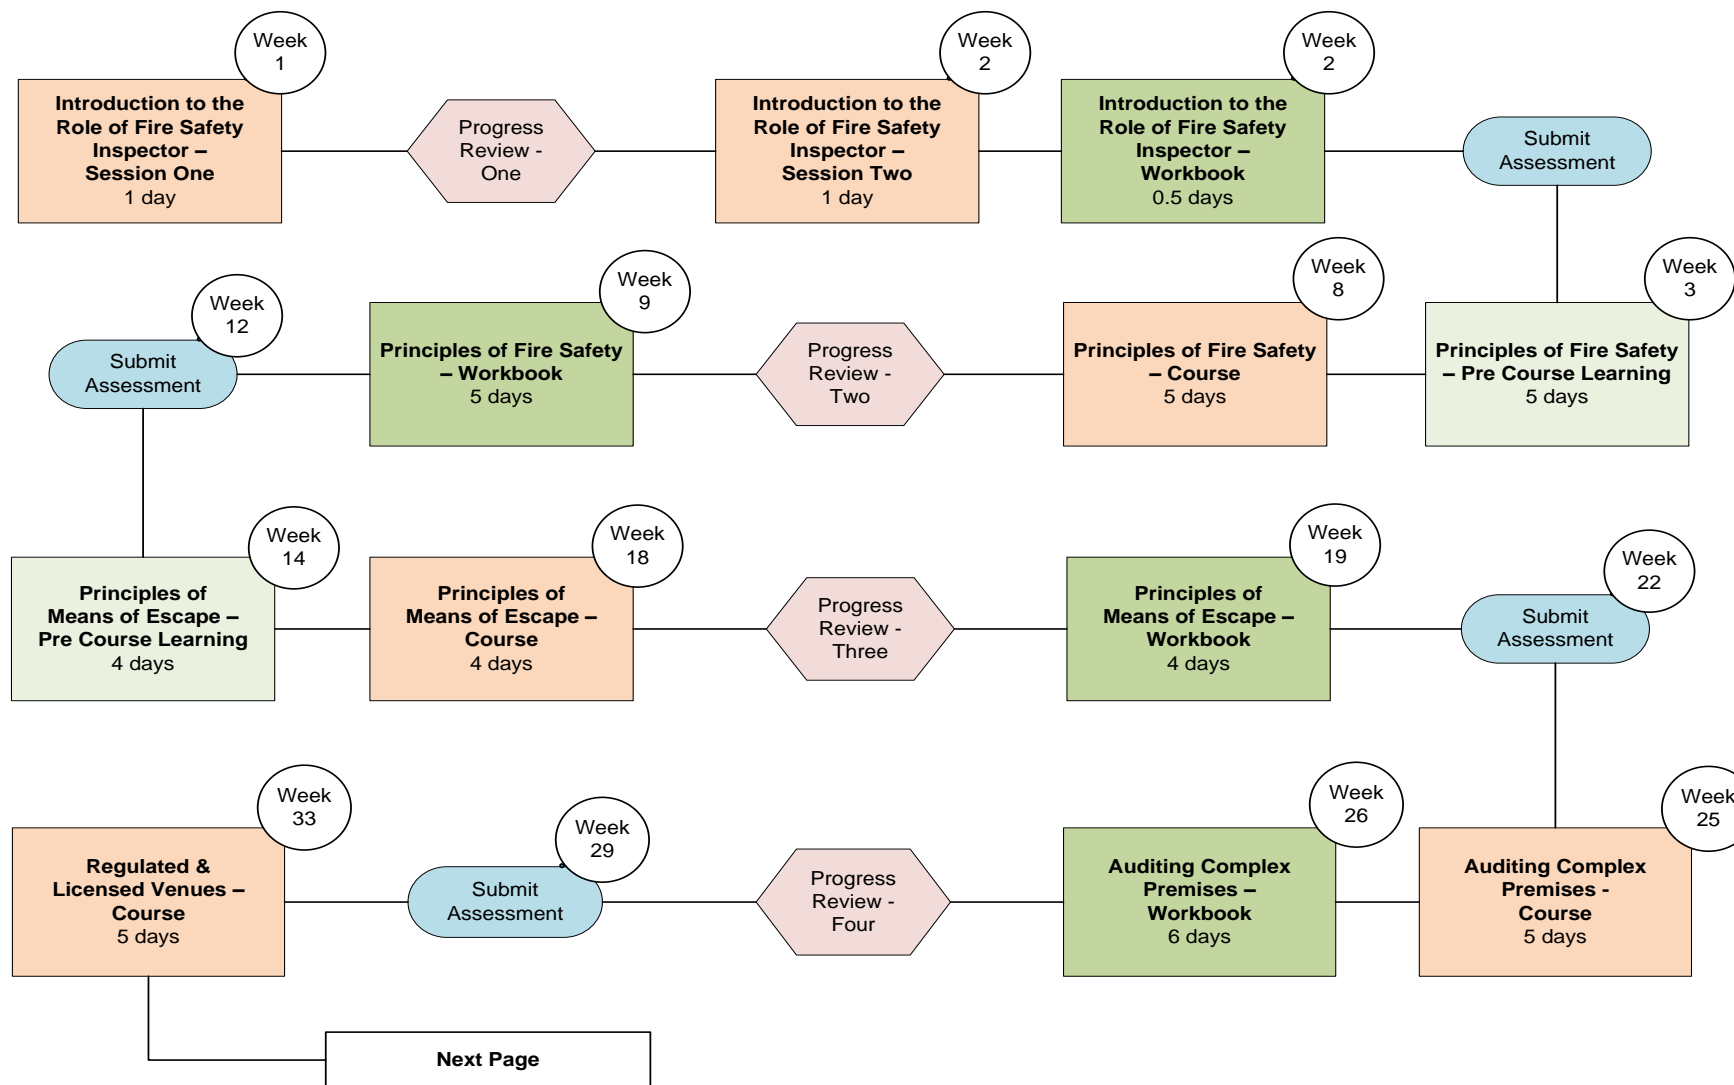 Week
1
Introduction to the
Role of Fire Safety
Inspector –
Session One
1 day
Progress
Review -
One
Week
2
Introduction to the
Role of Fire Safety
Inspector –
Session Two
1 day
Week
2
Introduction to the
Role of Fire Safety
Inspector –
Workbook
0.5 days
Submit
Assessment
Week
3
Principles of Fire Safety
– Pre Course Learning
5 days
Week
8
Principles of Fire Safety
– Course
5 days
Progress
Review -
Two
Week
9
Principles of Fire Safety
– Workbook
5 days
Week
12
Submit
Assessment
Week
14
Principles of
Means of Escape –
Pre Course Learning
4 days
Week
18
Principles of
Means of Escape –
Course
4 days
Progress
Review -
Three
Week
19
Principles of
Means of Escape –
Workbook
4 days
Week
22
Submit
Assessment
Week
25
Auditing Complex
Premises -
Course
5 days
Week
26
Auditing Complex
Premises –
Workbook
6 days
Progress
Review -
Four
Week
29
Submit
Assessment
Week
33
Regulated &
Licensed Venues –
Course
5 days
Next Page